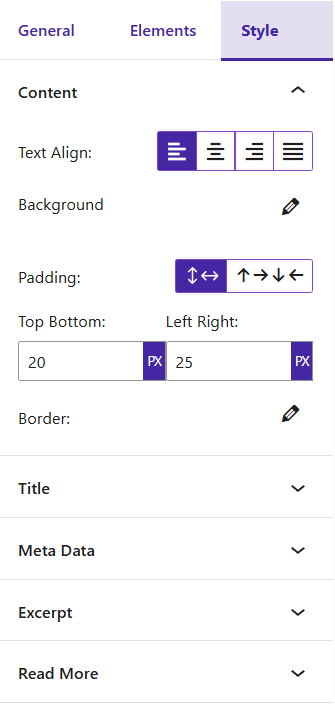 General Elements Style
Content
Text Align:
Background
Padding:
Top Bottom: Left Right:
20 PX 25 PX
Border:
Title
Meta Data
Excerpt
Read More